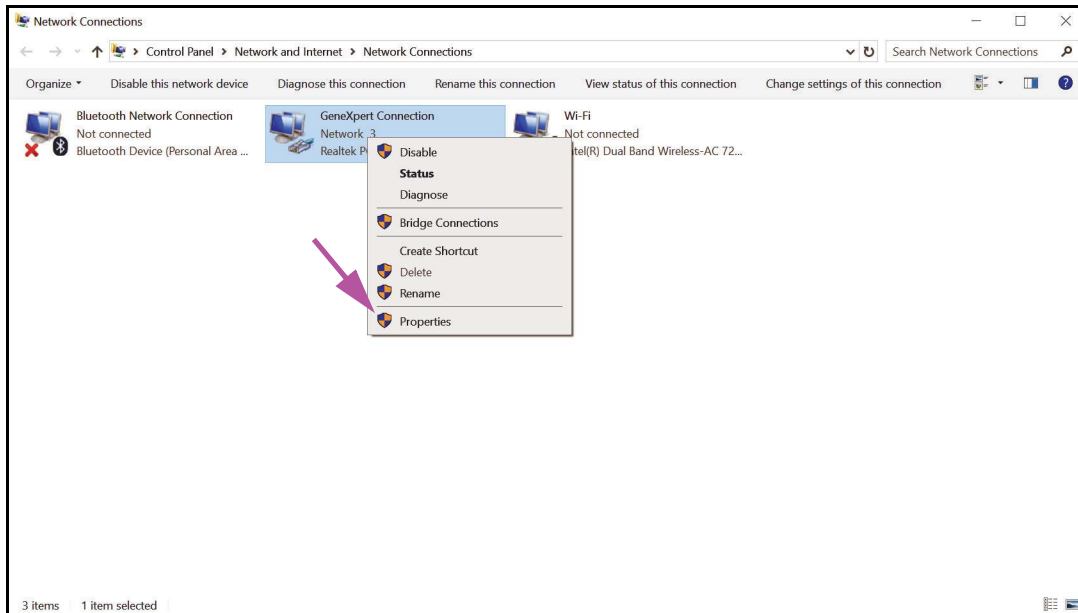 Network Connections
Control Panel > Network and Internet > Network Connections
Search Network Connections
Organize Disable this network device Diagnose this connection Rename this connection View status of this connection Change settings of this connection
Bluetooth Network Connection
Not connected
Bluetooth Device (Personal Area ...
GeneXpert Connection
Network 3
Realtek P
Wi-Fi
Not connected
tel(R) Dual Band Wireless-AC 72...
Disable
Status
Diagnose
Bridge Connections
Create Shortcut
Delete
Rename
Properties
3 items 1 item selected